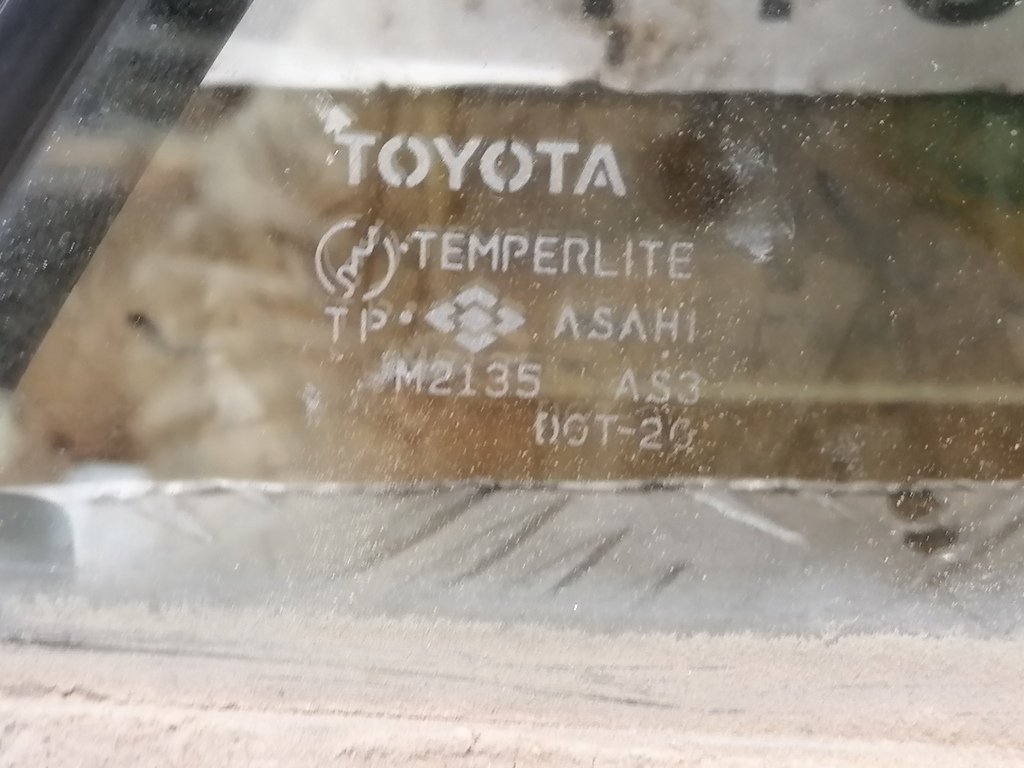 TOYOTA
TEMPERLITE
TP• ASAHI
M2135 AS3
DOT-20